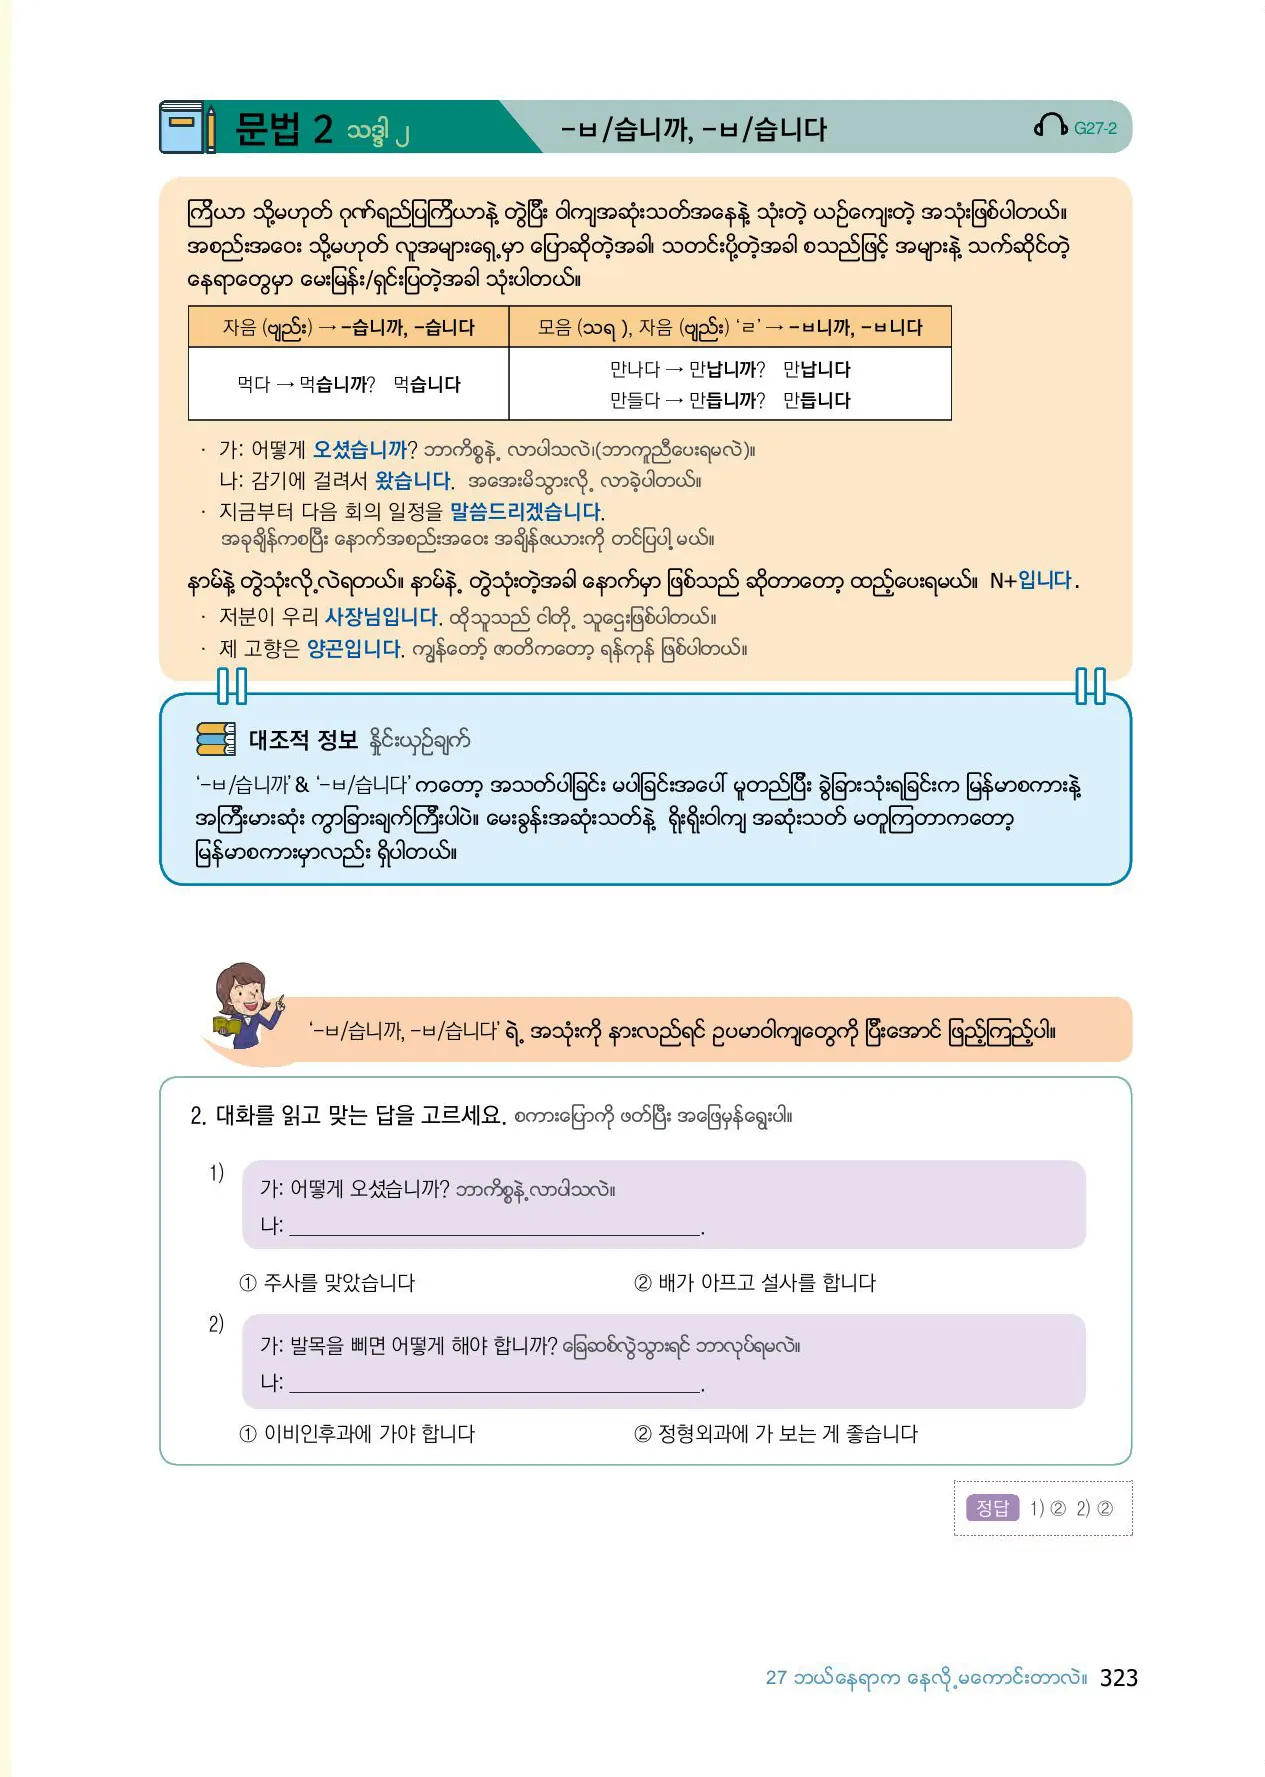 문법 2 သဒ္ဒါ ၂ -ㅂ/습니까, -ㅂ/습니다 G27-2
ကြိယာ သို့မဟုတ် ဂုဏ်ရည်ပြကြိယာနဲ့ တွဲပြီး ဝါကျအဆုံးသတ်အနေနဲ့ သုံးတဲ့ ယဉ်ကျေးတဲ့ အသုံးဖြစ်ပါတယ်။
အစည်းအဝေး သို့မဟုတ် လူအများရှေ့မှာ ပြောဆိုတဲ့အခါ၊ သတင်းပို့တဲ့အခါ စသည်ဖြင့် အများနဲ့ သက်ဆိုင်တဲ့
နေရာတွေမှာ မေးမြန်း/ရှင်းပြတဲ့အခါ သုံးပါတယ်။
자음 (ဗျည်း) → -습니까, -습니다 모음 (သရ ), 자음 (ဗျည်း) ‘ㄹ’ → -ㅂ니까, -ㅂ니다
먹다 → 먹습니까? 먹습니다
만나다 → 만납니까? 만납니다
만들다 → 만듭니까? 만듭니다
· 가: 어떻게 오셨습니까? ဘာကိစ္စနဲ့ လာပါသလဲ၊(ဘာကူညီပေးရမလဲ)။
나: 감기에 걸려서 왔습니다. အအေးမိသွားလို့ လာခဲ့ပါတယ်။
· 지금부터 다음 회의 일정을 말씀드리겠습니다.
အခုချိန်ကစပြီး နောက်အစည်းအဝေး အချိန်ဇယားကို တင်ပြပါ့မယ်။
နာမ်နဲ့ တွဲသုံးလို့လဲရတယ်။ နာမ်နဲ့ တွဲသုံးတဲ့အခါ နောက်မှာ ဖြစ်သည် ဆိုတာတော့ ထည့်ပေးရမယ်။ N+입니다.
· 저분이 우리 사장님입니다. ထိုသူသည် ငါတို့ သူဌေးဖြစ်ပါတယ်။
· 제 고향은 양곤입니다. ကျွန်တော့် ဇာတိကတော့ ရန်ကုန် ဖြစ်ပါတယ်။
대조적 정보 နှိုင်းယှဉ်ချက်
‘-ㅂ/습니까’ & ‘-ㅂ/습니다’ ကတော့ အသတ်ပါခြင်း မပါခြင်းအပေါ် မူတည်ပြီး ခွဲခြားသုံးရခြင်းက မြန်မာစကားနဲ့
အကြီးမားဆုံး ကွာခြားချက်ကြီးပါပဲ။ မေးခွန်းအဆုံးသတ်နဲ့ ရိုးရိုးဝါကျ အဆုံးသတ် မတူကြတာကတော့
မြန်မာစကားမှာလည်း ရှိပါတယ်။
‘-ㅂ/습니까, -ㅂ/습니다’ ရဲ့ အသုံးကို နားလည်ရင် ဥပမာဝါကျတွေကို ပြီးအောင် ဖြည့်ကြည့်ပါ။
2. 대화를 읽고 맞는 답을 고르세요. စကားပြောကို ဖတ်ပြီး အဖြေမှန်ရွေးပါ။
1)
가: 어떻게 오셨습니까? ဘာကိစ္စနဲ့လာပါသလဲ။
나: .
① 주사를 맞았습니다 ② 배가 아프고 설사를 합니다
2)
가: 발목을 삐면 어떻게 해야 합니까? ခြေဆစ်လွဲသွားရင် ဘာလုပ်ရမလဲ။
나: .
① 이비인후과에 가야 합니다 ② 정형외과에 가 보는 게 좋습니다
정답 1) ② 2) ②
27 ဘယ်နေရာက နေလို့မကောင်းတာလဲ။ 323